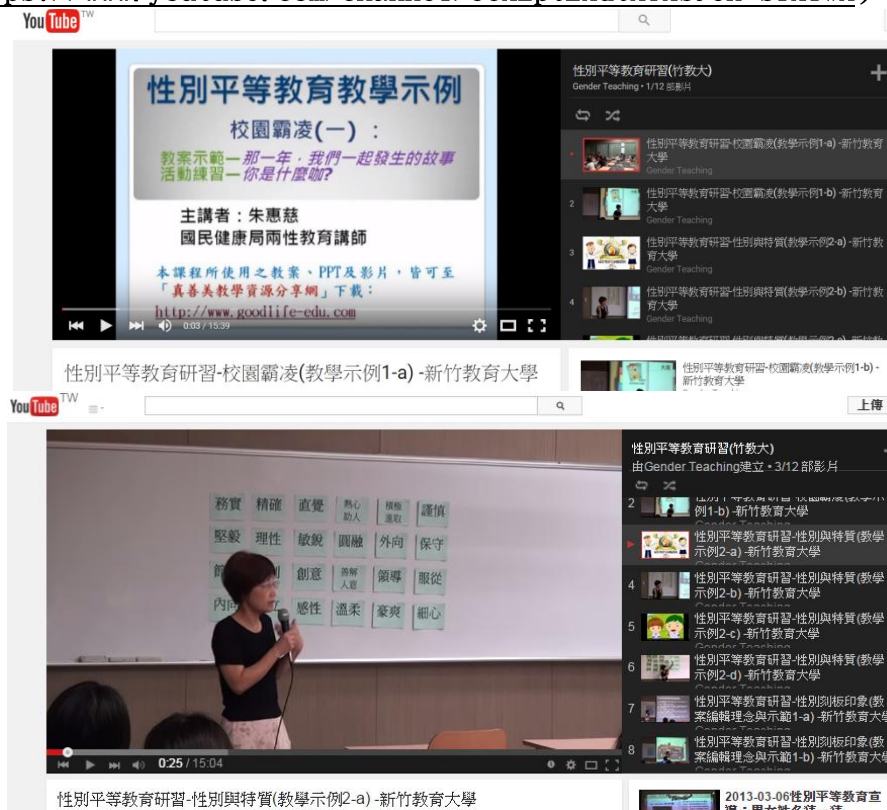 YouTube TW
性別平等教育教學示例
校園霸凌(一)：
教案示範—那一年，我們一起發生的故事
活動練習—你是什麼咖?
主講者：朱惠慈
國民健康局兩性教育講師
本課程所使用之教案、PPT及影片，皆可至
「真善美教學資源分享網」下載：
http://www.goodlife-edu.com
0:03 / 15:39
性別平等教育研習-校園霸凌(教學示例1-a) -新竹教育大學
性別平等教育研習(竹教大)
Gender Teaching • 1/12 部影片
性別平等教育研習-校園霸凌(教學示例1-a) -新竹教育
大學
Gender Teaching
2
性別平等教育研習-校園霸凌(教學示例1-b) -新竹教育
大學
Gender Teaching
3
性別平等教育研習-性別與特質(教學示例2-a) -新竹教
育大學
Gender Teaching
4
性別平等教育研習-性別與特質(教學示例2-b) -新竹教
育大學
Gender Teaching
性別平等教育研習-校園霸凌(教學示例1-b) -
新竹教育大學
YouTube TW
上傳
務實 精確 直覺 熱心助人 積極進取 謹慎
堅毅 理性 敏銳 圓融 外向 保守
創意 善解人意 領導 服從
感性 溫柔 豪爽 細心
0:25 / 15:04
性別平等教育研習-性別與特質(教學示例2-a) -新竹教育大學
性別平等教育研習(竹教大)
由Gender Teaching建立 • 3/12 部影片
2
例1-b) -新竹教育大學
性別平等教育研習-性別與特質(教學
示例2-a) -新竹教育大學
4
性別平等教育研習-性別與特質(教學
示例2-b) -新竹教育大學
5
性別平等教育研習-性別與特質(教學
示例2-c) -新竹教育大學
6
性別平等教育研習-性別與特質(教學
示例2-d) -新竹教育大學
7
性別平等教育研習-性別刻板印象(教
案編輯理念與示範1-a) -新竹教育大
8
性別平等教育研習-性別刻板印象(教
案編輯理念與示範1-b) -新竹教育大
2013-03-06性別平等教育宣